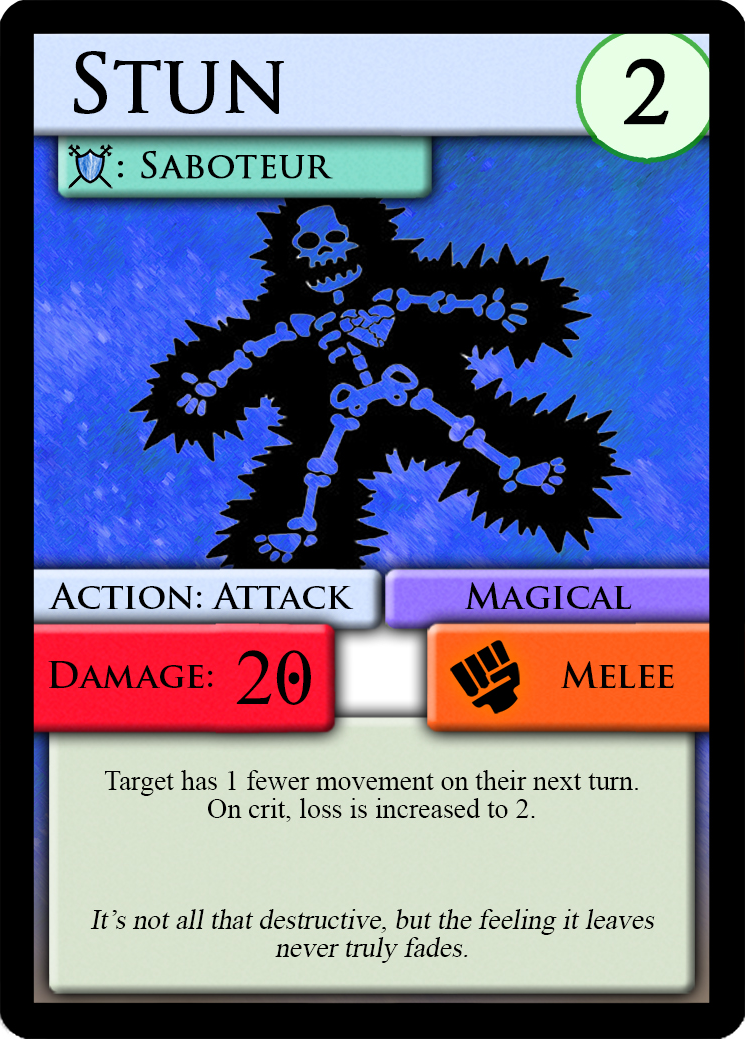 Stun
2
: Saboteur
Action: Attack
Magical
Damage: 20
Melee
Target has 1 fewer movement on their next turn.
On crit, loss is increased to 2.
It's not all that destructive, but the feeling it leaves
never truly fades.